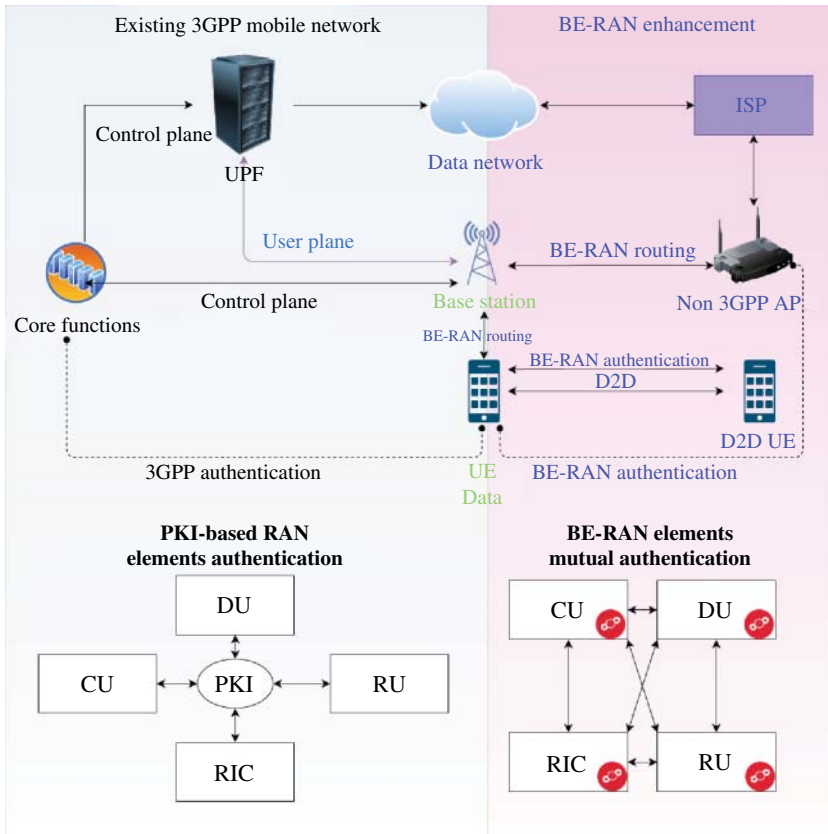 Existing 3GPP mobile network
BE-RAN enhancement
ISP
Control plane
UPF
Data network
User plane
BE-RAN routing
Control plane
Base station
Non 3GPP AP
Core functions
BE-RAN routing
BE-RAN authentication
D2D
D2D UE
3GPP authentication
UE
Data
BE-RAN authentication
PKI-based RAN
elements authentication
DU
CU
PKI
RU
RIC
BE-RAN elements
mutual authentication
CU
DU
RIC
RU